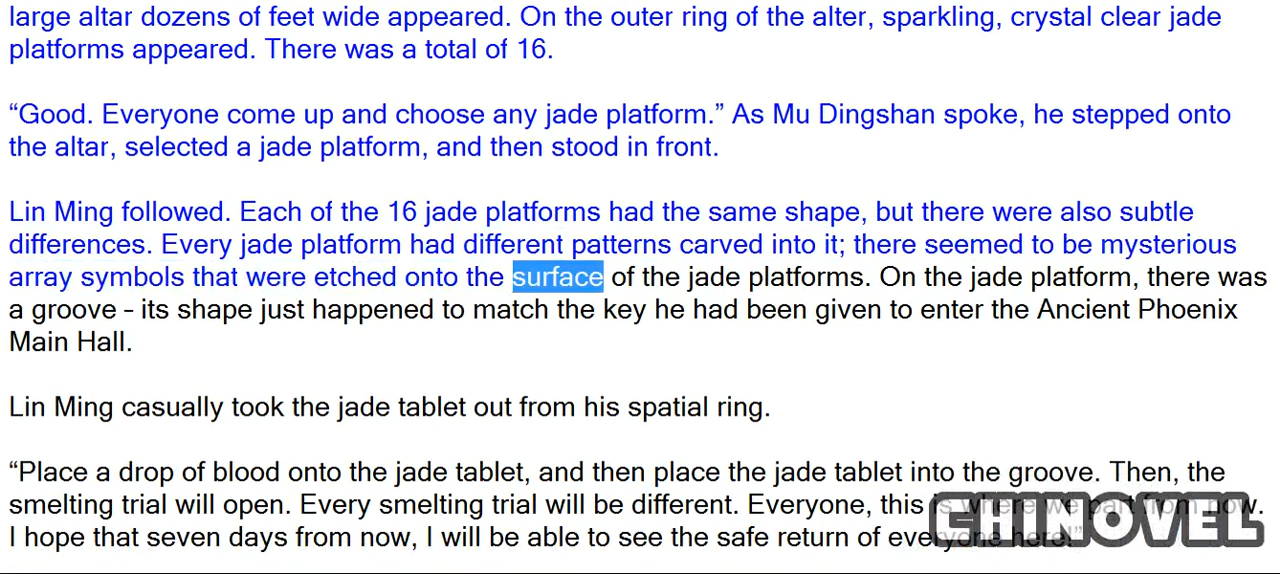 large altar dozens of feet wide appeared. On the outer ring of the alter, sparkling, crystal clear jade
platforms appeared. There was a total of 16.
“Good. Everyone come up and choose any jade platform.” As Mu Dingshan spoke, he stepped onto
the altar, selected a jade platform, and then stood in front.
Lin Ming followed. Each of the 16 jade platforms had the same shape, but there were also subtle
differences. Every jade platform had different patterns carved into it; there seemed to be mysterious
array symbols that were etched onto the surface of the jade platforms. On the jade platform, there was
a groove – its shape just happened to match the key he had been given to enter the Ancient Phoenix
Main Hall.
Lin Ming casually took the jade tablet out from his spatial ring.
“Place a drop of blood onto the jade tablet, and then place the jade tablet into the groove. Then, the
smelting trial will open. Every smelting trial will be different. Everyone, this is where we part from now.
I hope that seven days from now, I will be able to see the safe return of everyone here!”
CHINOVEL